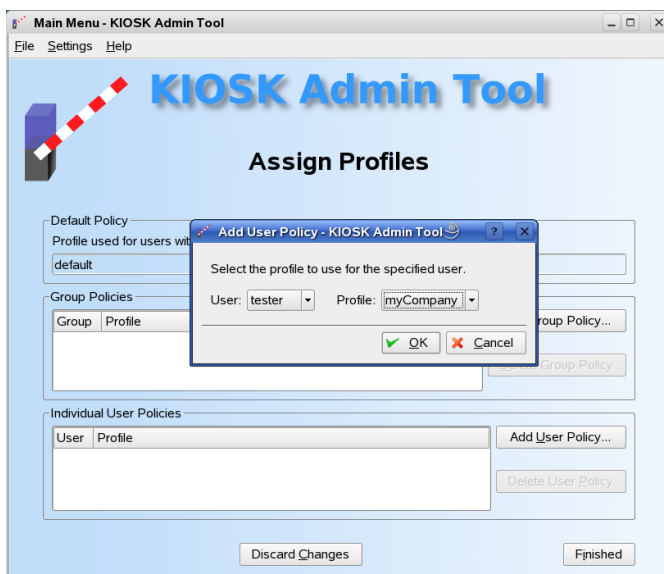 Main Menu - KIOSK Admin Tool
File Settings Help
KIOSK Admin Tool
Assign Profiles
Default Policy
Profile used for users
default
Add User Policy - KIOSK Admin Tool
Select the profile to use for the specified user.
User: tester Profile: myCompany
OK Cancel
Group Policies
Group Profile
Group Policy...
Delete Group Policy
Individual User Policies
User Profile
Add User Policy...
Delete User Policy
Discard Changes Finished